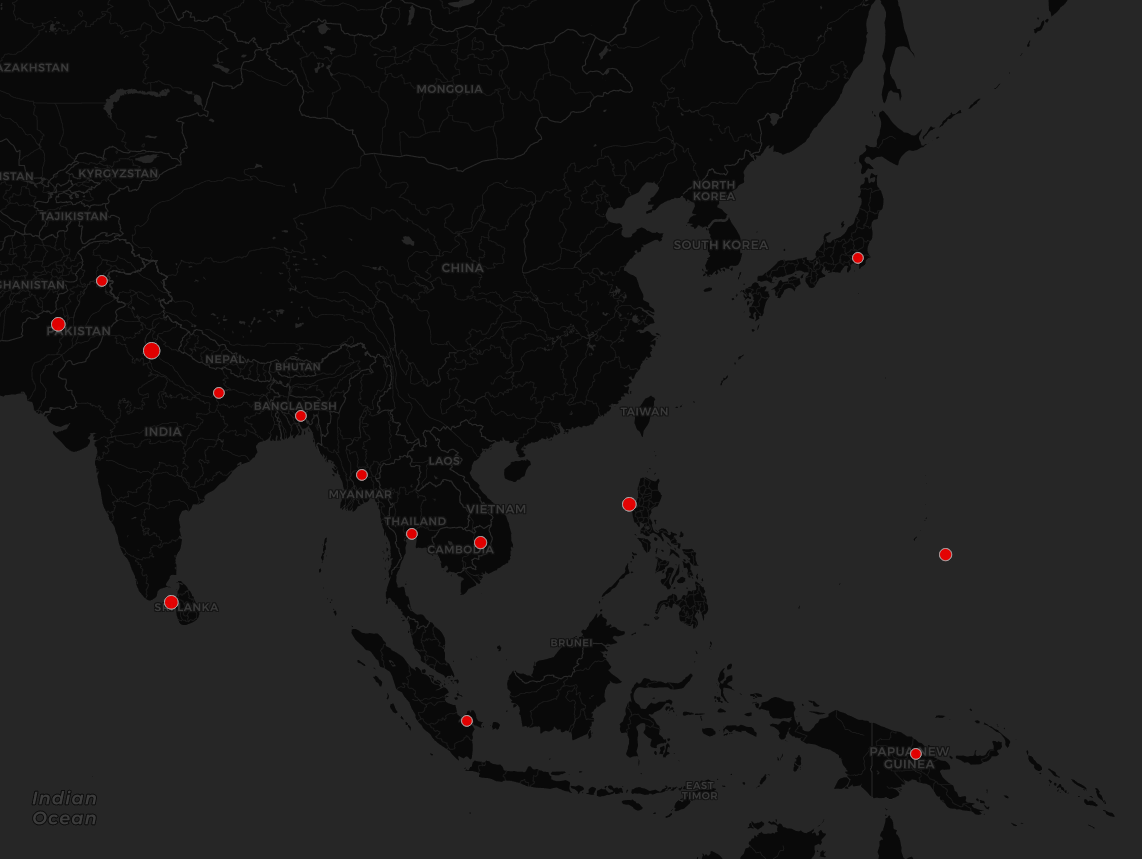 AZAKHSTAN
MONGOLIA
ISTAN
KYRGYZSTAN
NORTH
KOREA
TAJIKISTAN
SOUTH KOREA
CHINA
GHANISTAN
PAKISTAN
NEPAL
BHUTAN
BANGLADESH
TAIWAN
INDIA
LAOS
MYANMAR
VIETNAM
THAILAND
CAMBODIA
SRI LANKA
BRUNEI
PAPUA NEW
GUINEA
EAST
TIMOR
Indian
Ocean